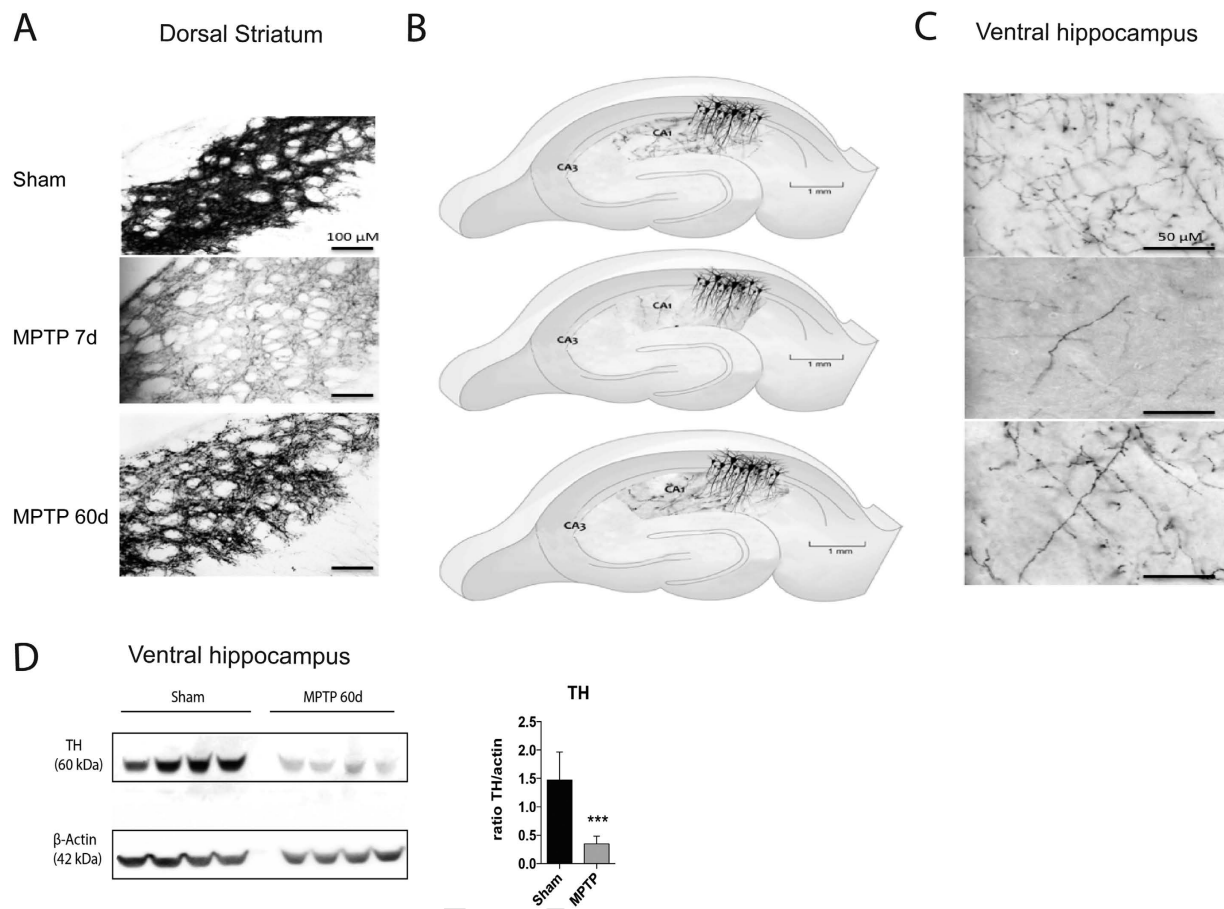 A
Dorsal Striatum
B
C
Ventral hippocampus
Sham
100 µM
CA1
CA3
1 mm
50 µM
MPTP 7d
CA1
CA3
1 mm
MPTP 60d
CA1
CA3
1 mm
D
Ventral hippocampus
Sham
MPTP 60d
TH
(60 kDa)
β-Actin
(42 kDa)
TH
ratio TH/actin
2.5
2.0
1.5
1.0
0.5
0.0
***
Sham
MPTP